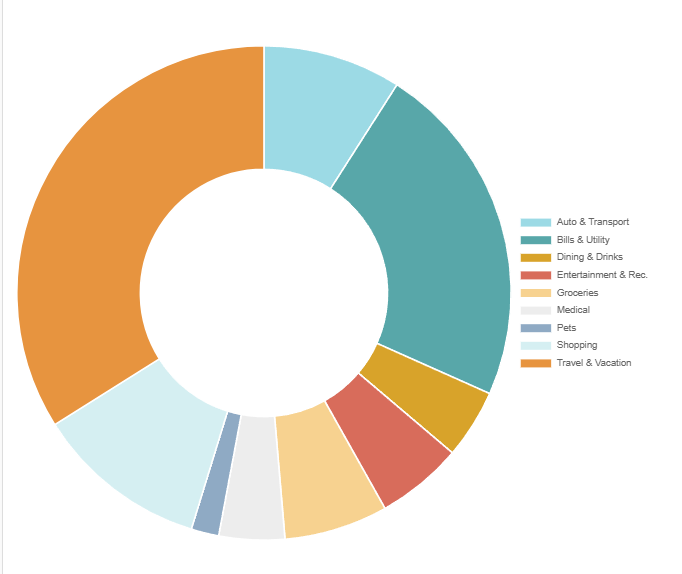 Auto & Transport
Bills & Utility
Dining & Drinks
Entertainment & Rec.
Groceries
Medical
Pets
Shopping
Travel & Vacation